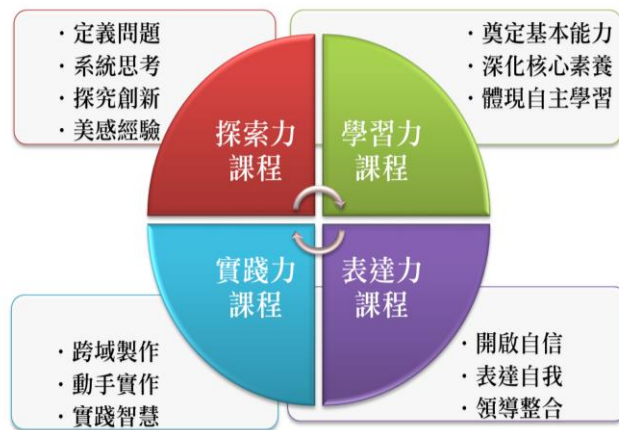 ・定義問題
・系統思考
・探究創新
・美感經驗
・奠定基本能力
・深化核心素養
・體現自主學習
探索力
課程
學習力
課程
實踐力
課程
表達力
課程
・跨域製作
・動手實作
・實踐智慧
・開啟自信
・表達自我
・領導整合